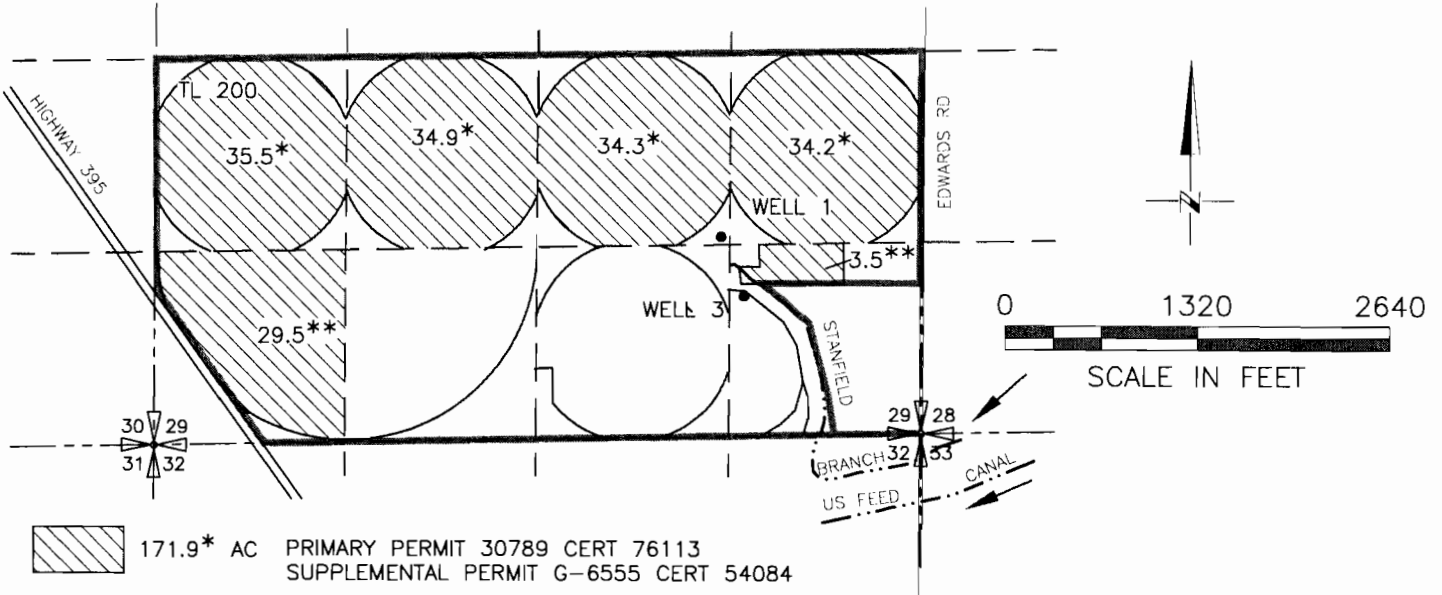 TL 200
HIGHWAY 395
35.5*
34.9*
34.3*
34.2*
EDWARDS RD
N
WELL 1
3.5**
WELL 3
29.5**
STANFIELD
0 1320 2640
SCALE IN FEET
30 29
31 32
29 28
32 33
BRANCH
US FEED CANAL
171.9* AC PRIMARY PERMIT 30789 CERT 76113
SUPPLEMENTAL PERMIT G-6555 CERT 54084